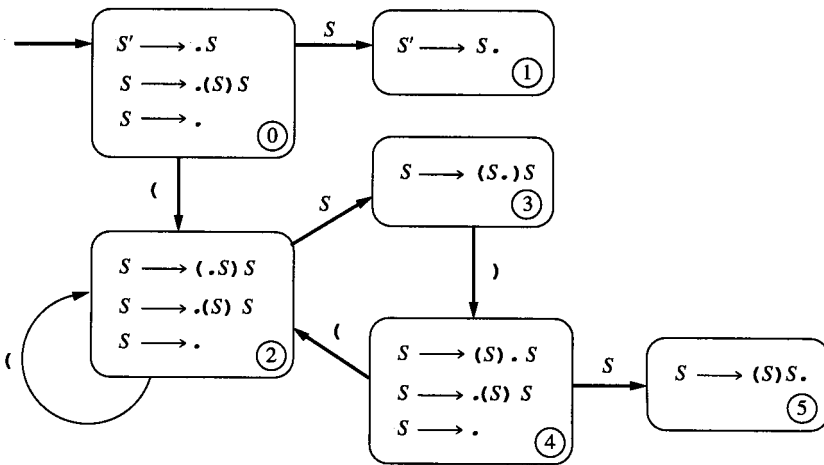 S' ⟶ .S
S ⟶ .(S)S
S ⟶ .
0
S
S' ⟶ S.
1
(
S
S ⟶ (S.)S
3
S ⟶ (.S)S
S ⟶ .(S) S
S ⟶ .
2
(
)
(
S ⟶ (S). S
S ⟶ .(S) S
S ⟶ .
4
S
S ⟶ (S)S.
5